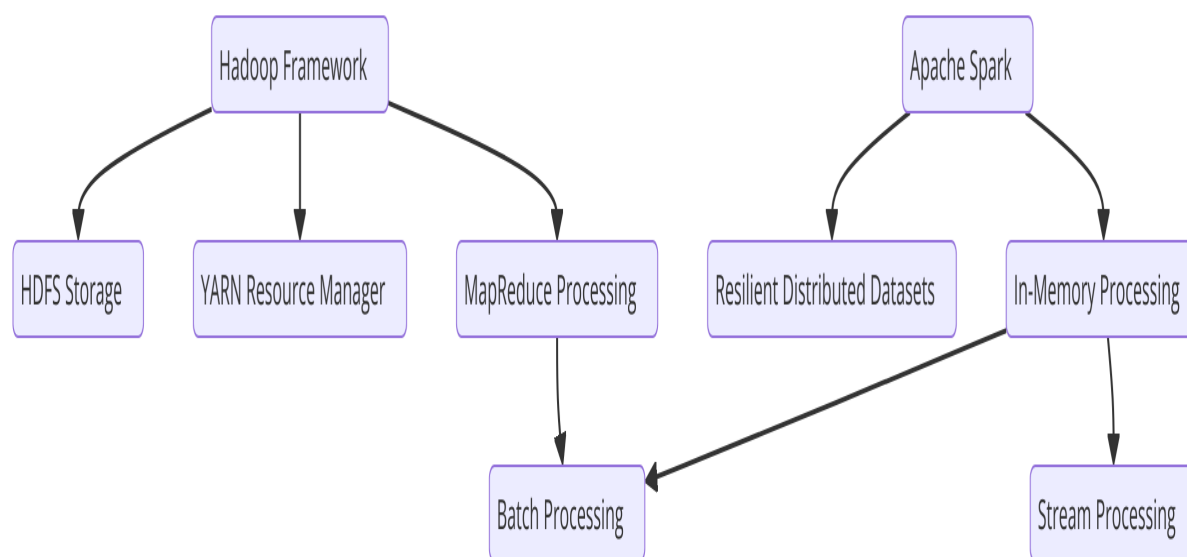 Hadoop Framework
Apache Spark
HDFS Storage
YARN Resource Manager
MapReduce Processing
Resilient Distributed Datasets
In-Memory Processing
Batch Processing
Stream Processing